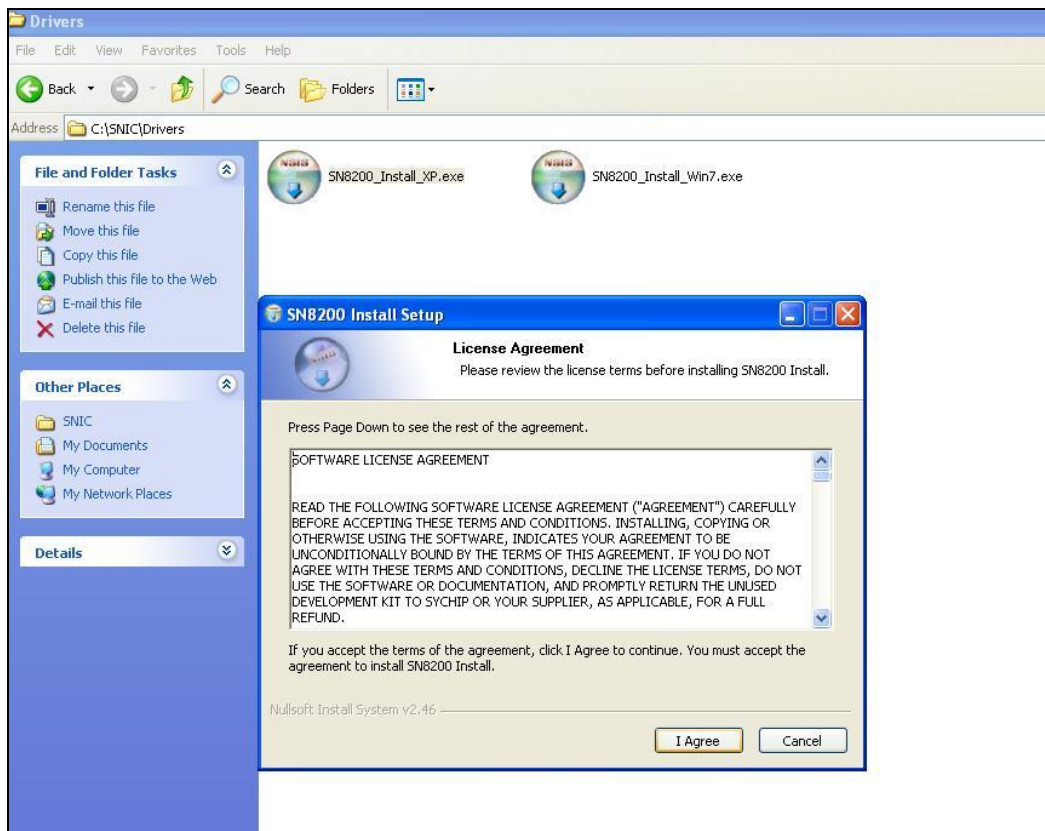 Drivers
File Edit View Favorites Tools Help
Back Search Folders
Address C:\SNIC\Drivers
File and Folder Tasks
Rename this file
Move this file
Copy this file
Publish this file to the Web
E-mail this file
Delete this file
Other Places
SNIC
My Documents
My Computer
My Network Places
Details
NSIS
SN8200_Install_XP.exe
NSIS
SN8200_Install_Win7.exe
SN8200 Install Setup
License Agreement
Please review the license terms before installing SN8200 Install.
Press Page Down to see the rest of the agreement.
SOFTWARE LICENSE AGREEMENT
READ THE FOLLOWING SOFTWARE LICENSE AGREEMENT ("AGREEMENT") CAREFULLY
BEFORE ACCEPTING THESE TERMS AND CONDITIONS. INSTALLING, COPYING OR
OTHERWISE USING THE SOFTWARE, INDICATES YOUR AGREEMENT TO BE
UNCONDITIONALLY BOUND BY THE TERMS OF THIS AGREEMENT. IF YOU DO NOT
AGREE WITH THESE TERMS AND CONDITIONS, DECLINE THE LICENSE TERMS, DO NOT
USE THE SOFTWARE OR DOCUMENTATION, AND PROMPTLY RETURN THE UNUSED
DEVELOPMENT KIT TO SYCHIP OR YOUR SUPPLIER, AS APPLICABLE, FOR A FULL
REFUND.
If you accept the terms of the agreement, click I Agree to continue. You must accept the
agreement to install SN8200 Install.
Nullsoft Install System v2.46
I Agree Cancel